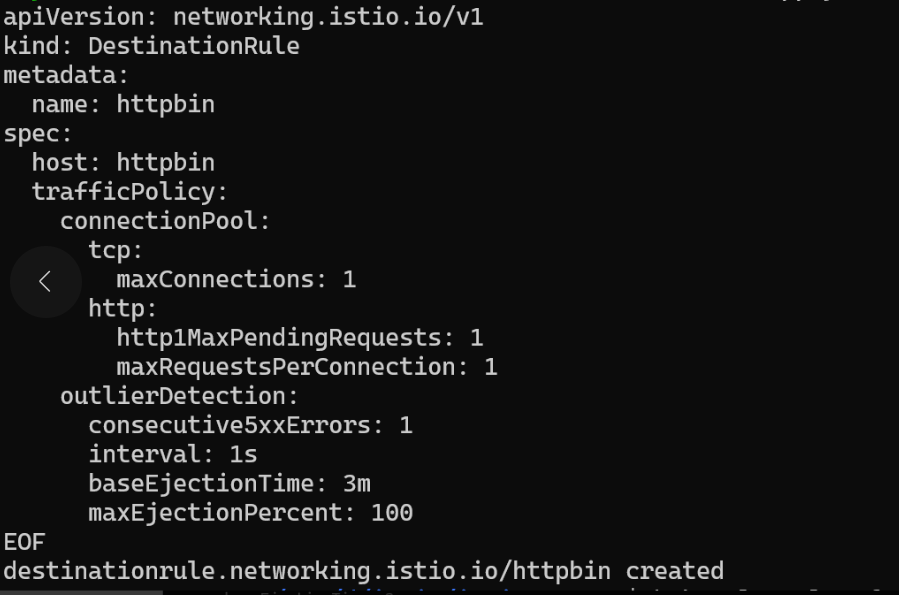 apiVersion: networking.istio.io/v1
kind: DestinationRule
metadata:
  name: httpbin
spec:
  host: httpbin
  trafficPolicy:
    connectionPool:
      tcp:
        maxConnections: 1
      http:
        http1MaxPendingRequests: 1
        maxRequestsPerConnection: 1
    outlierDetection:
      consecutive5xxErrors: 1
      interval: 1s
      baseEjectionTime: 3m
      maxEjectionPercent: 100
EOF
destinationrule.networking.istio.io/httpbin created